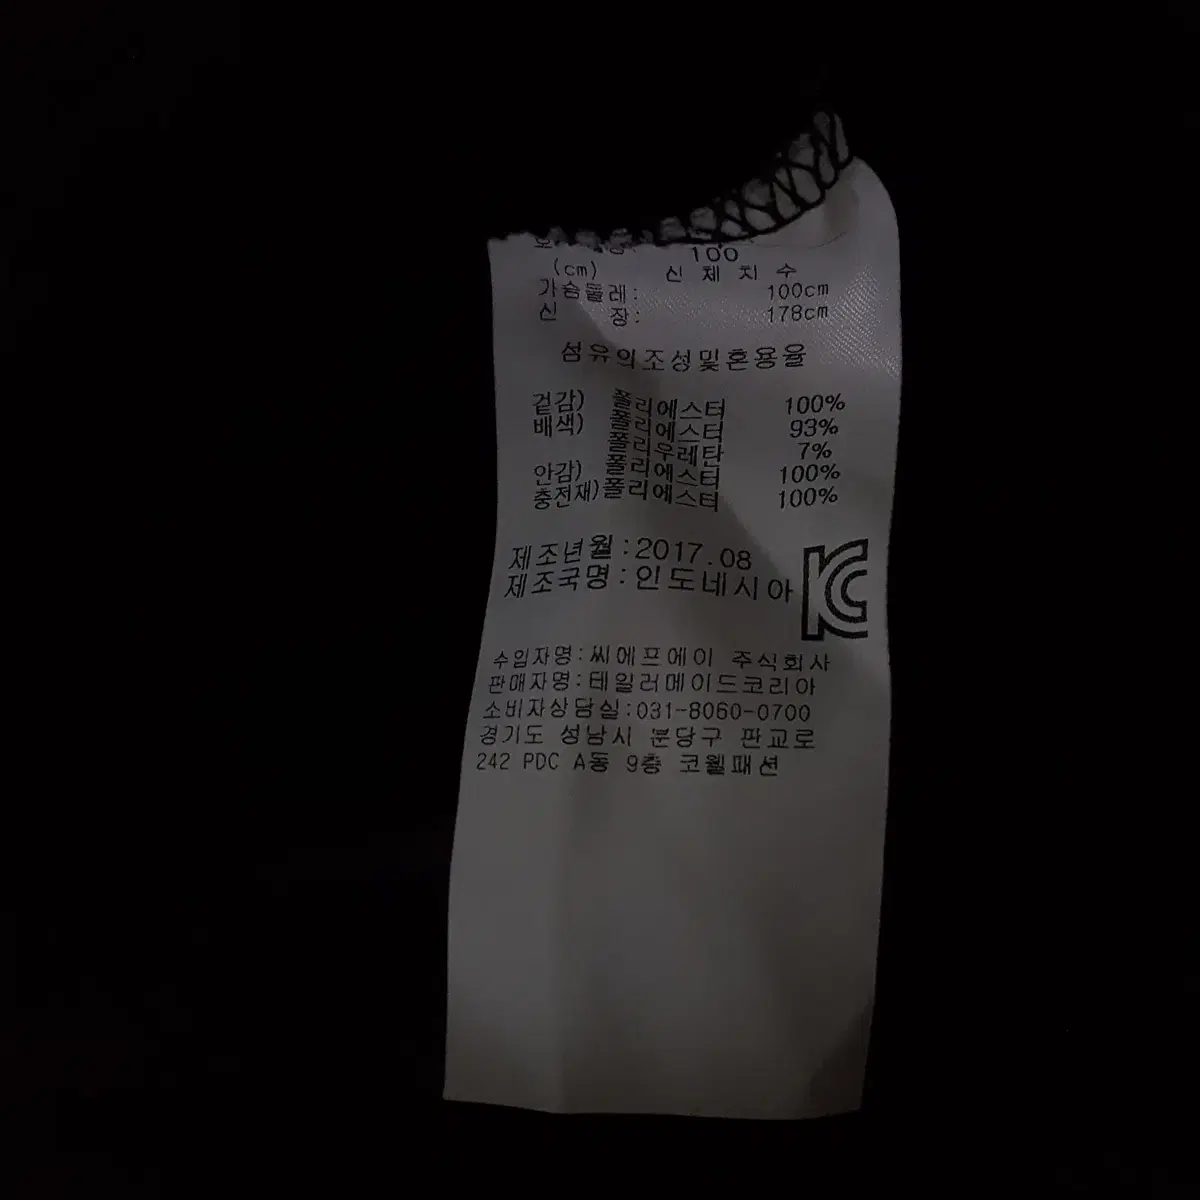 100
(cm) 신 체 치 수
가슴둘레: 100cm
신 장: 178cm
섬유의조성및혼용율
겉감) 폴리에스터 100%
배색) 폴리에스터 93%
폴리우레탄 7%
안감) 폴리에스터 100%
충전재)폴리에스터 100%
제조년월:2017.08
제조국명:인도네시아
수입자명:씨에프에이 주식회사
판매자명:테일러메이드코리아
소비자상담실:031-8060-0700
경기도 성남시 분당구 판교로
242 PDC A동 9층 코웰패션